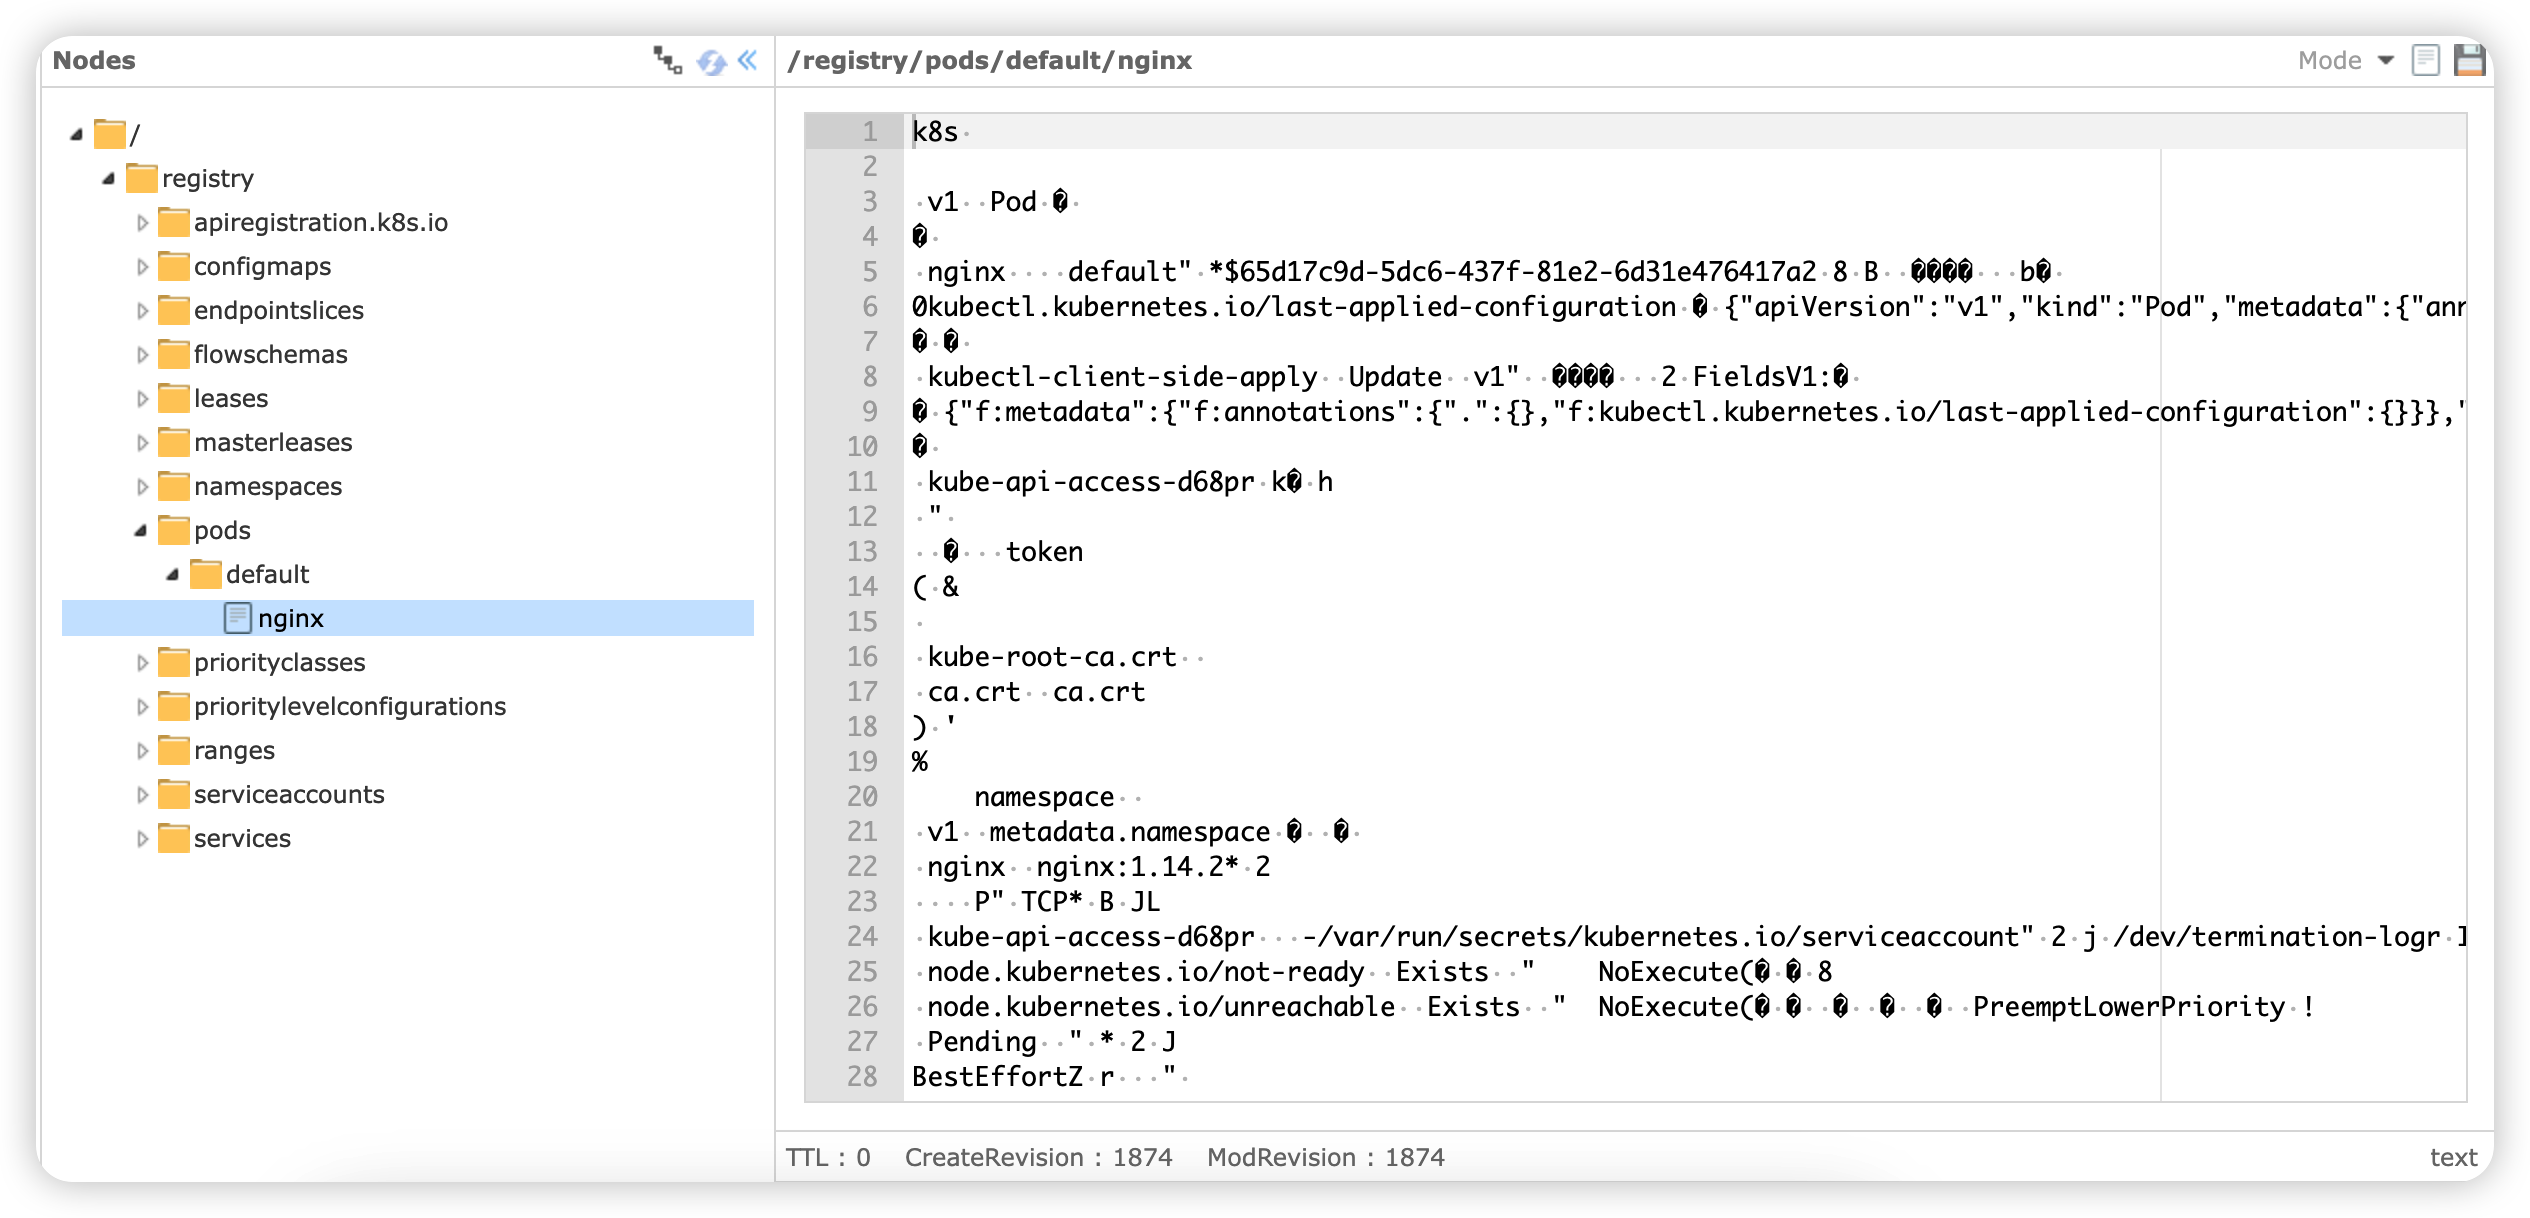 Nodes
/
registry
apiregistration.k8s.io
configmaps
endpointslices
flowschemas
leases
masterleases
namespaces
pods
default
nginx
priorityclasses
prioritylevelconfigurations
ranges
serviceaccounts
services
/registry/pods/default/nginx
Mode
1 k8s ·
2
3 · v1 · · Pod · � ·
4 � ·
5 · nginx · · · · default" · *$65d17c9d-5dc6-437f-81e2-6d31e476417a2 · 8 · B · · ���� · · · b� ·
6 0kubectl.kubernetes.io/last-applied-configuration · � · {"apiVersion":"v1","kind":"Pod","metadata":{"ann
7 � · � ·
8 · kubectl-client-side-apply · · Update · · v1" · · ���� · · · 2 · FieldsV1:� ·
9 � · {"f:metadata":{"f:annotations":{".":{},"f:kubectl.kubernetes.io/last-applied-configuration":{}}},"
10 � ·
11 · kube-api-access-d68pr · k� · h
12 · " ·
13 · · � · · · token
14 ( · &
15 ·
16 · kube-root-ca.crt · ·
17 · ca.crt · · ca.crt
18 ) · '
19 %
20 namespace · ·
21 · v1 · · metadata.namespace · � · · � ·
22 · nginx · · nginx:1.14.2* · 2
23 · · · · P" · TCP* · B · JL
24 · kube-api-access-d68pr · · · -/var/run/secrets/kubernetes.io/serviceaccount" · 2 · j · /dev/termination-logr ·
25 · node.kubernetes.io/not-ready · · Exists · · " NoExecute(� · � · 8
26 · node.kubernetes.io/unreachable · · Exists · · " NoExecute(� · � · · � · · � · · � · · PreemptLowerPriority · !
27 · Pending · · " · * · 2 · J
28 BestEffortZ · r · · · " ·
TTL : 0 CreateRevision : 1874 ModRevision : 1874 text